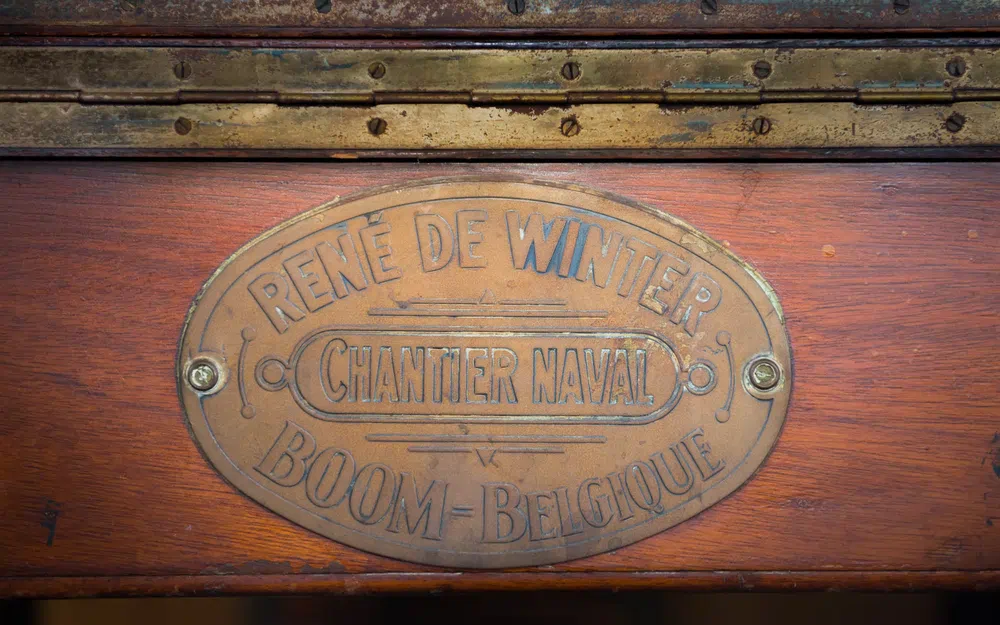 RENÉ DE WINTER
CHANTIER NAVAL
BOOM-BELGIQUE